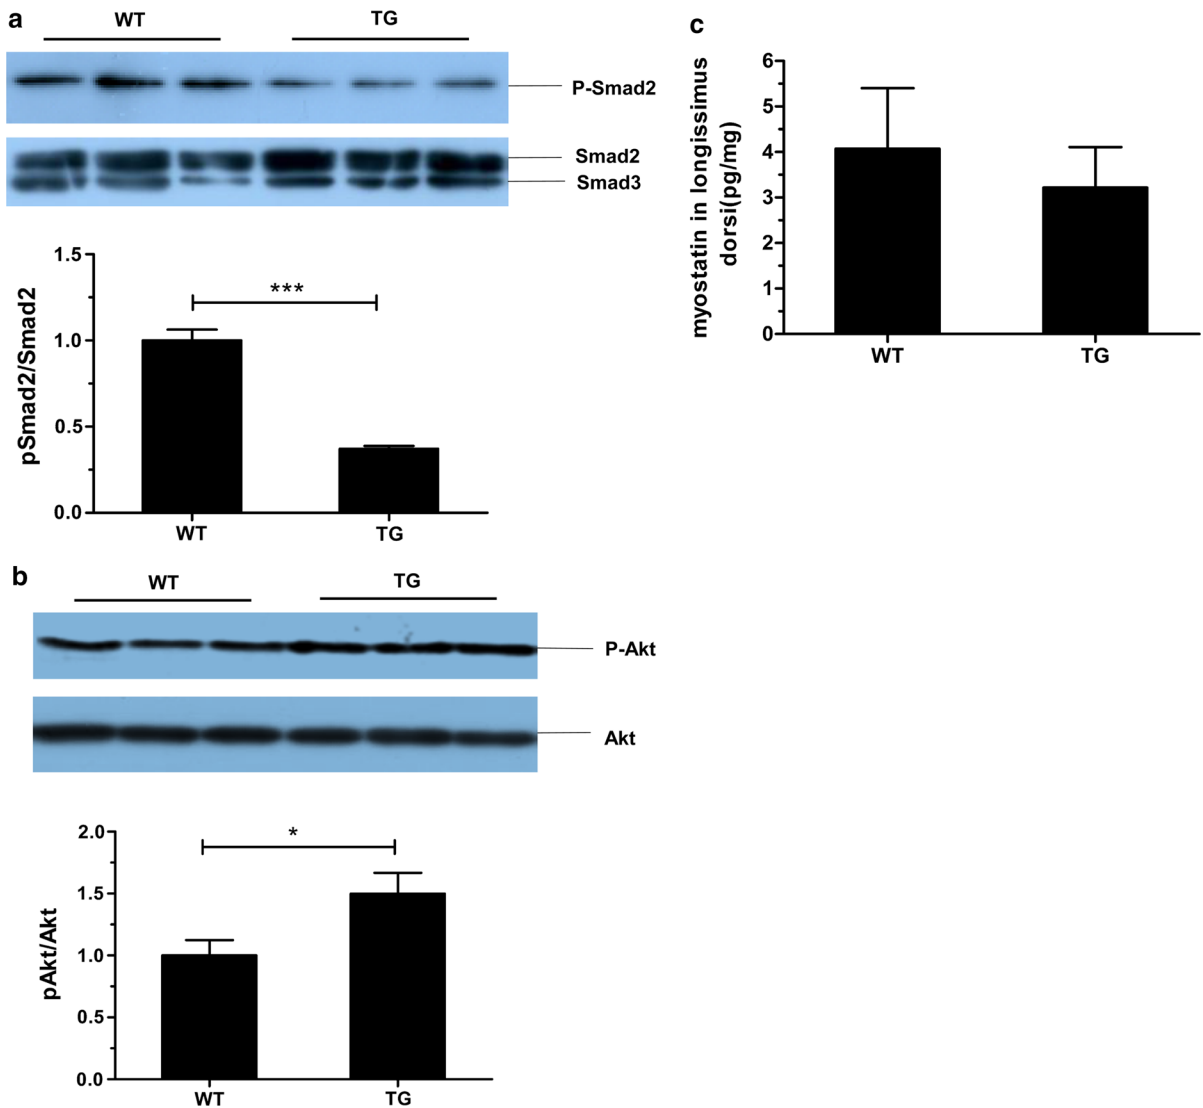 a
WT TG
P-Smad2
Smad2
Smad3
1.5
1.0
0.5
0.0
pSmad2/Smad2
***
WT TG
b
WT TG
P-Akt
Akt
2.0
1.5
1.0
0.5
0.0
pAkt/Akt
*
WT TG
c
6
5
4
3
2
1
0
myostatin in longissimus
dorsi(pg/mg)
WT TG